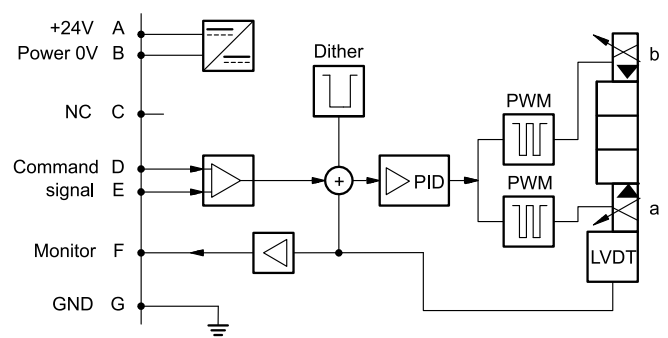 +24V A
Power 0V B
Dither
b
NC C
PWM
Command D
signal E
+
PID
PWM
a
Monitor F
LVDT
GND G